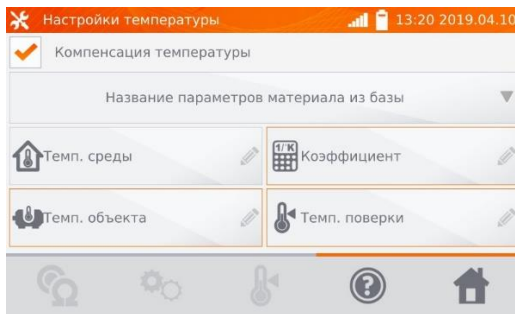 Настройки температуры 13:20 2019.04.10
Компенсация температуры
Название параметров материала из базы
Темп. среды
1/°K Коэффициент
Темп. объекта
Темп. поверки
?